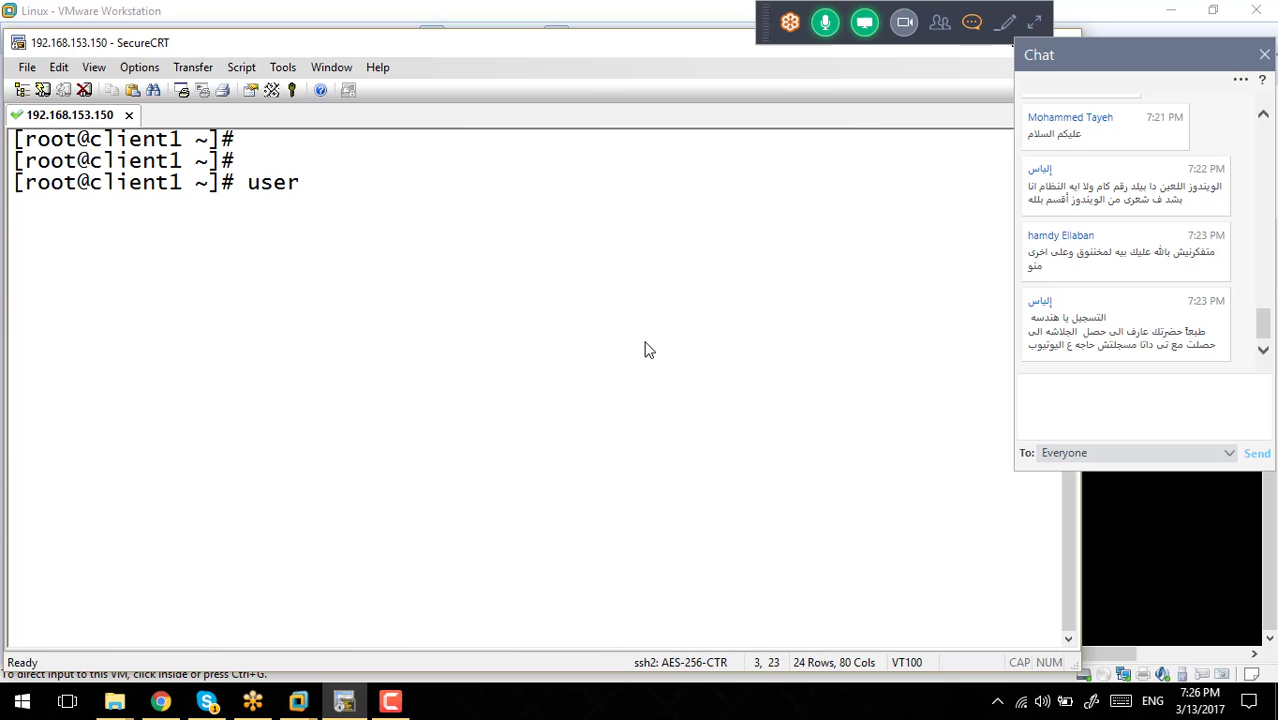 Linux - VMware Workstation
192.168.153.150 - SecureCRT
File Edit View Options Transfer Script Tools Window Help
192.168.153.150
[root@client1 ~]#
[root@client1 ~]#
[root@client1 ~]# user
Chat
Mohammed Tayeh 7:21 PM
عليكم السلام
إلياس 7:22 PM
الويندوز اللعين دا بيلد رقم كام ولا ايه النظام انا
بشد ف شعرى من الويندوز أقسم بلله
hamdy Ellaban 7:23 PM
متفكرنيش بالله عليك بيه لمخننوق وعلى اخرى
منو
إلياس 7:23 PM
التسجيل يا هندسه
طبعاً حضرتك عارف الى حصل الجلاشه الى
حصلت مع تى داتا مسجلتش حاجه ع اليوتيوب
To: Everyone Send
Ready ssh2: AES-256-CTR 3, 23 24 Rows, 80 Cols VT100 CAP NUM
To direct input to this VM, click inside or press Ctrl+G.
ENG 7:26 PM
3/13/2017